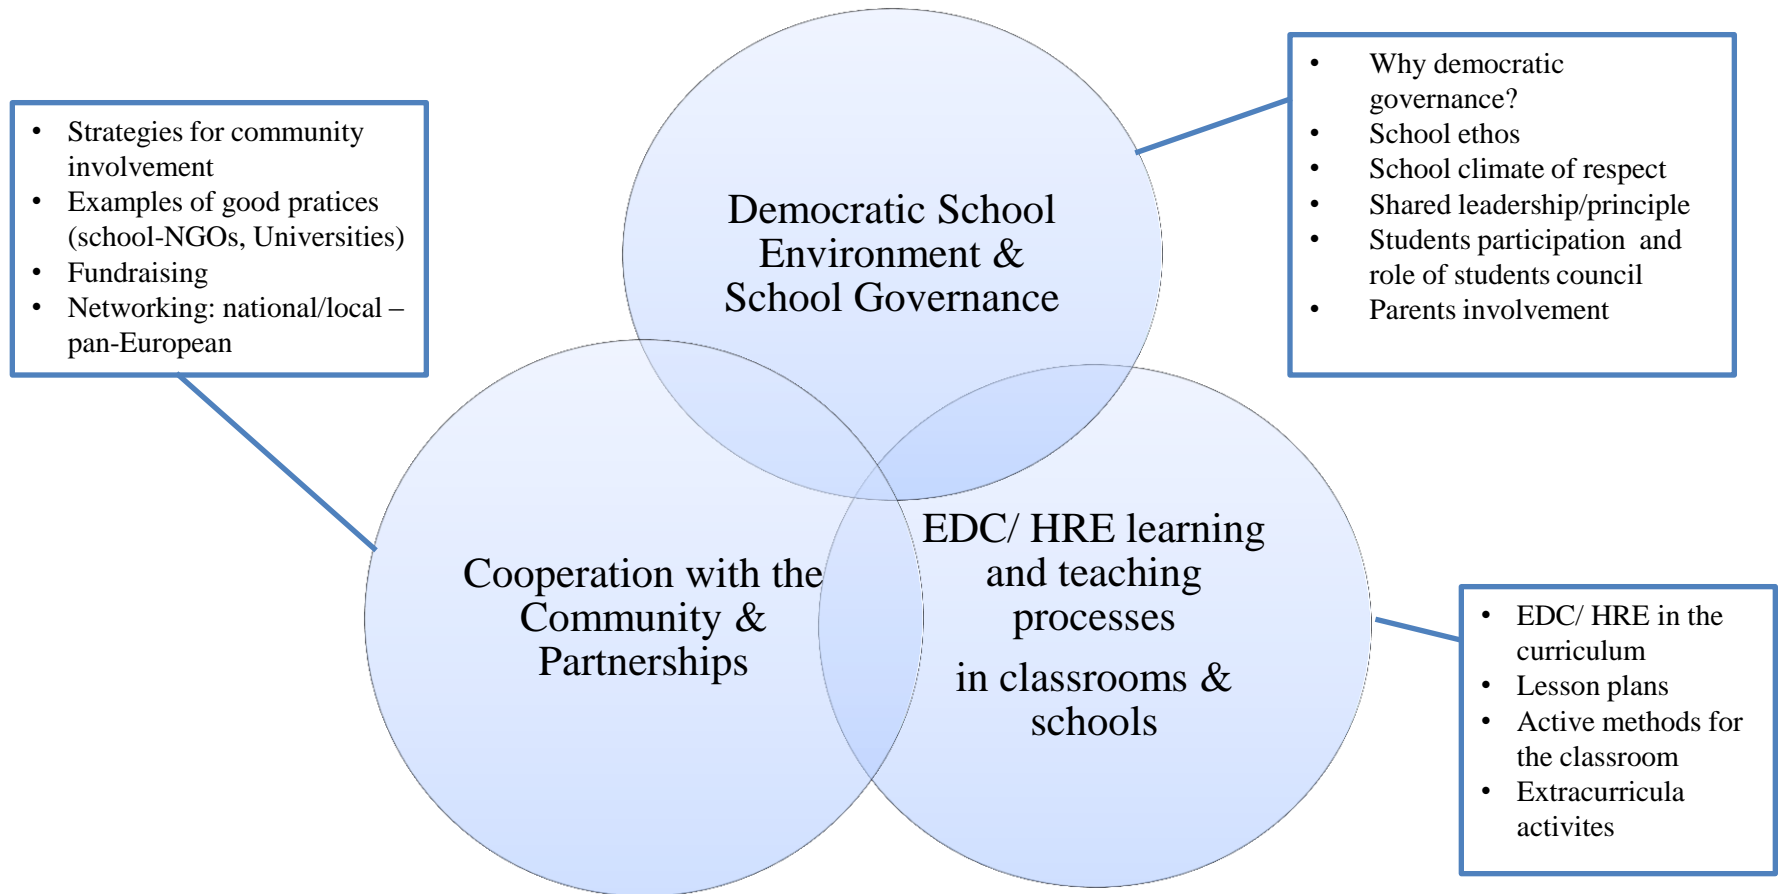 • Strategies for community
involvement
• Examples of good pratices
(school-NGOs, Universities)
• Fundraising
• Networking: national/local –
pan-European
Democratic School
Environment &
School Governance
• Why democratic
governance?
• School ethos
• School climate of respect
• Shared leadership/principle
• Students participation and
role of students council
• Parents involvement
Cooperation with the
Community &
Partnerships
EDC/ HRE learning
and teaching
processes
in classrooms &
schools
• EDC/ HRE in the
curriculum
• Lesson plans
• Active methods for
the classroom
• Extracurricula
activites